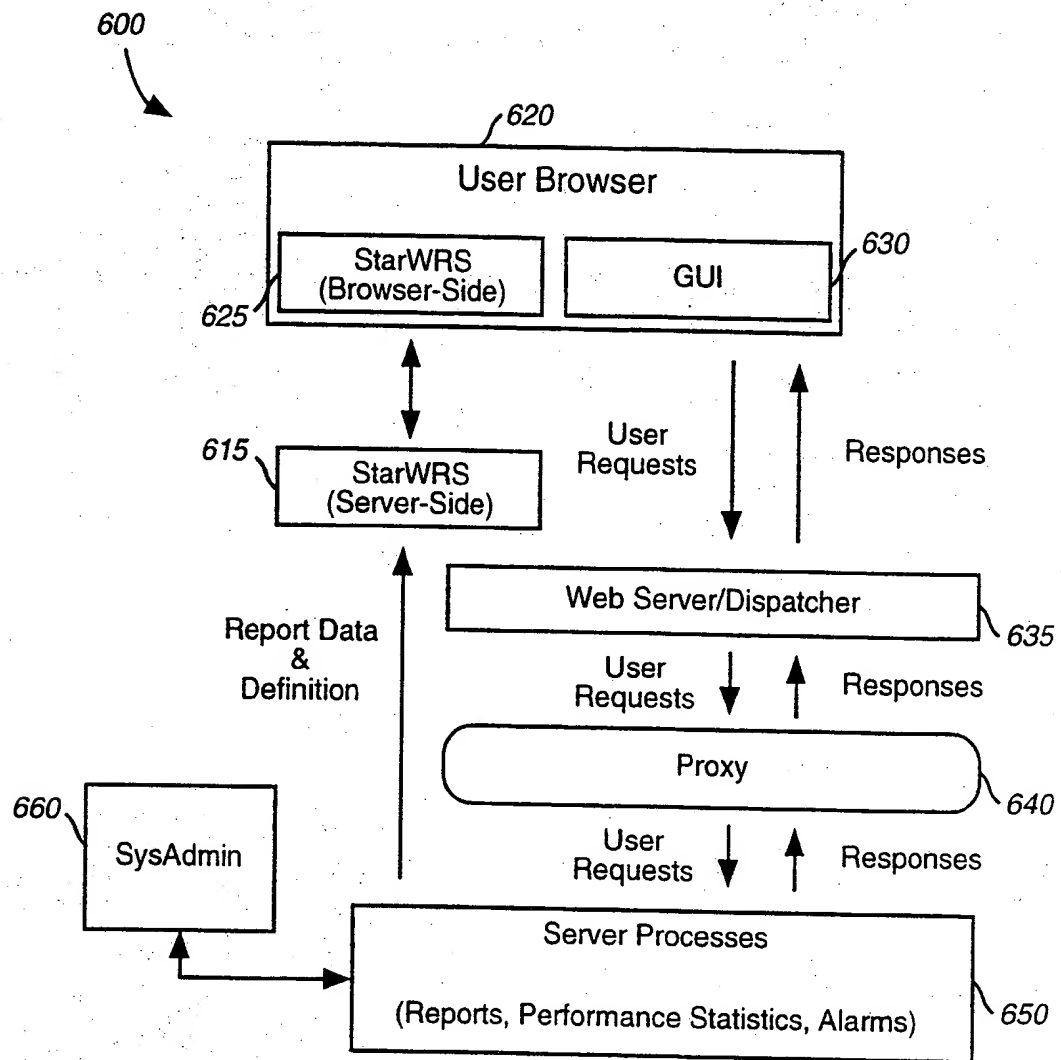 600
620
User Browser
StarWRS
(Browser-Side)
GUI
630
625
615
StarWRS
(Server-Side)
User
Requests
Responses
Web Server/Dispatcher
635
Report Data
&
Definition
User
Requests
Responses
Proxy
640
660
SysAdmin
User
Requests
Responses
Server Processes
(Reports, Performance Statistics, Alarms)
650